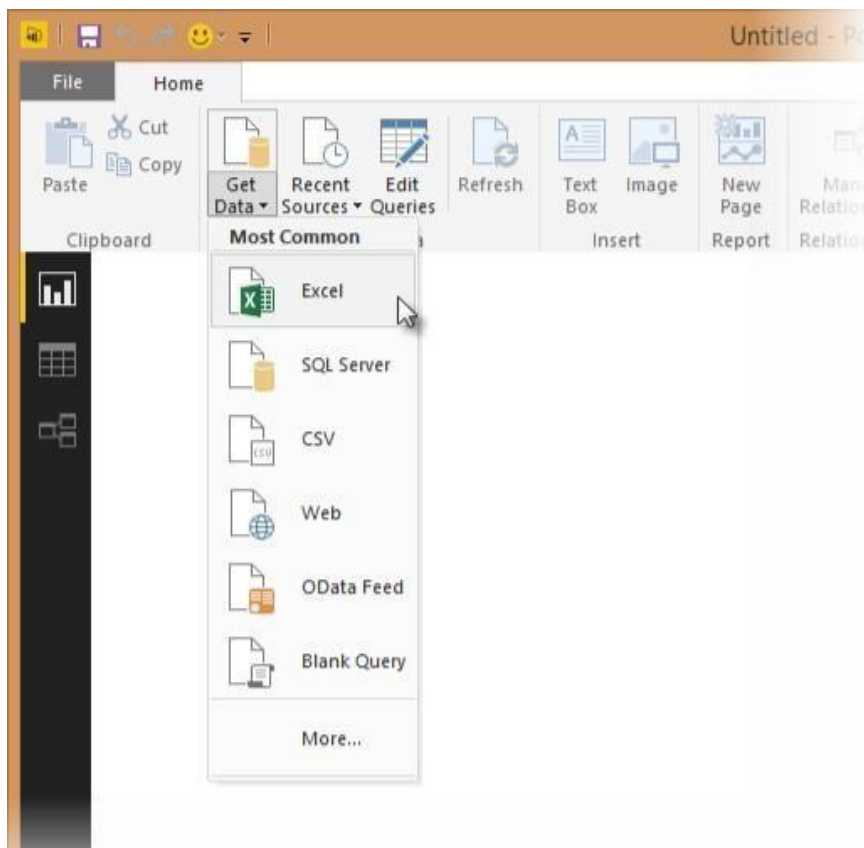 Untitled - Po
File Home
Cut
Copy
Paste
Get Data
Recent Sources
Edit Queries
Refresh
Text Box
Image
New Page
Clipboard
Insert
Report
Most Common
Excel
SQL Server
CSV
Web
OData Feed
Blank Query
More...